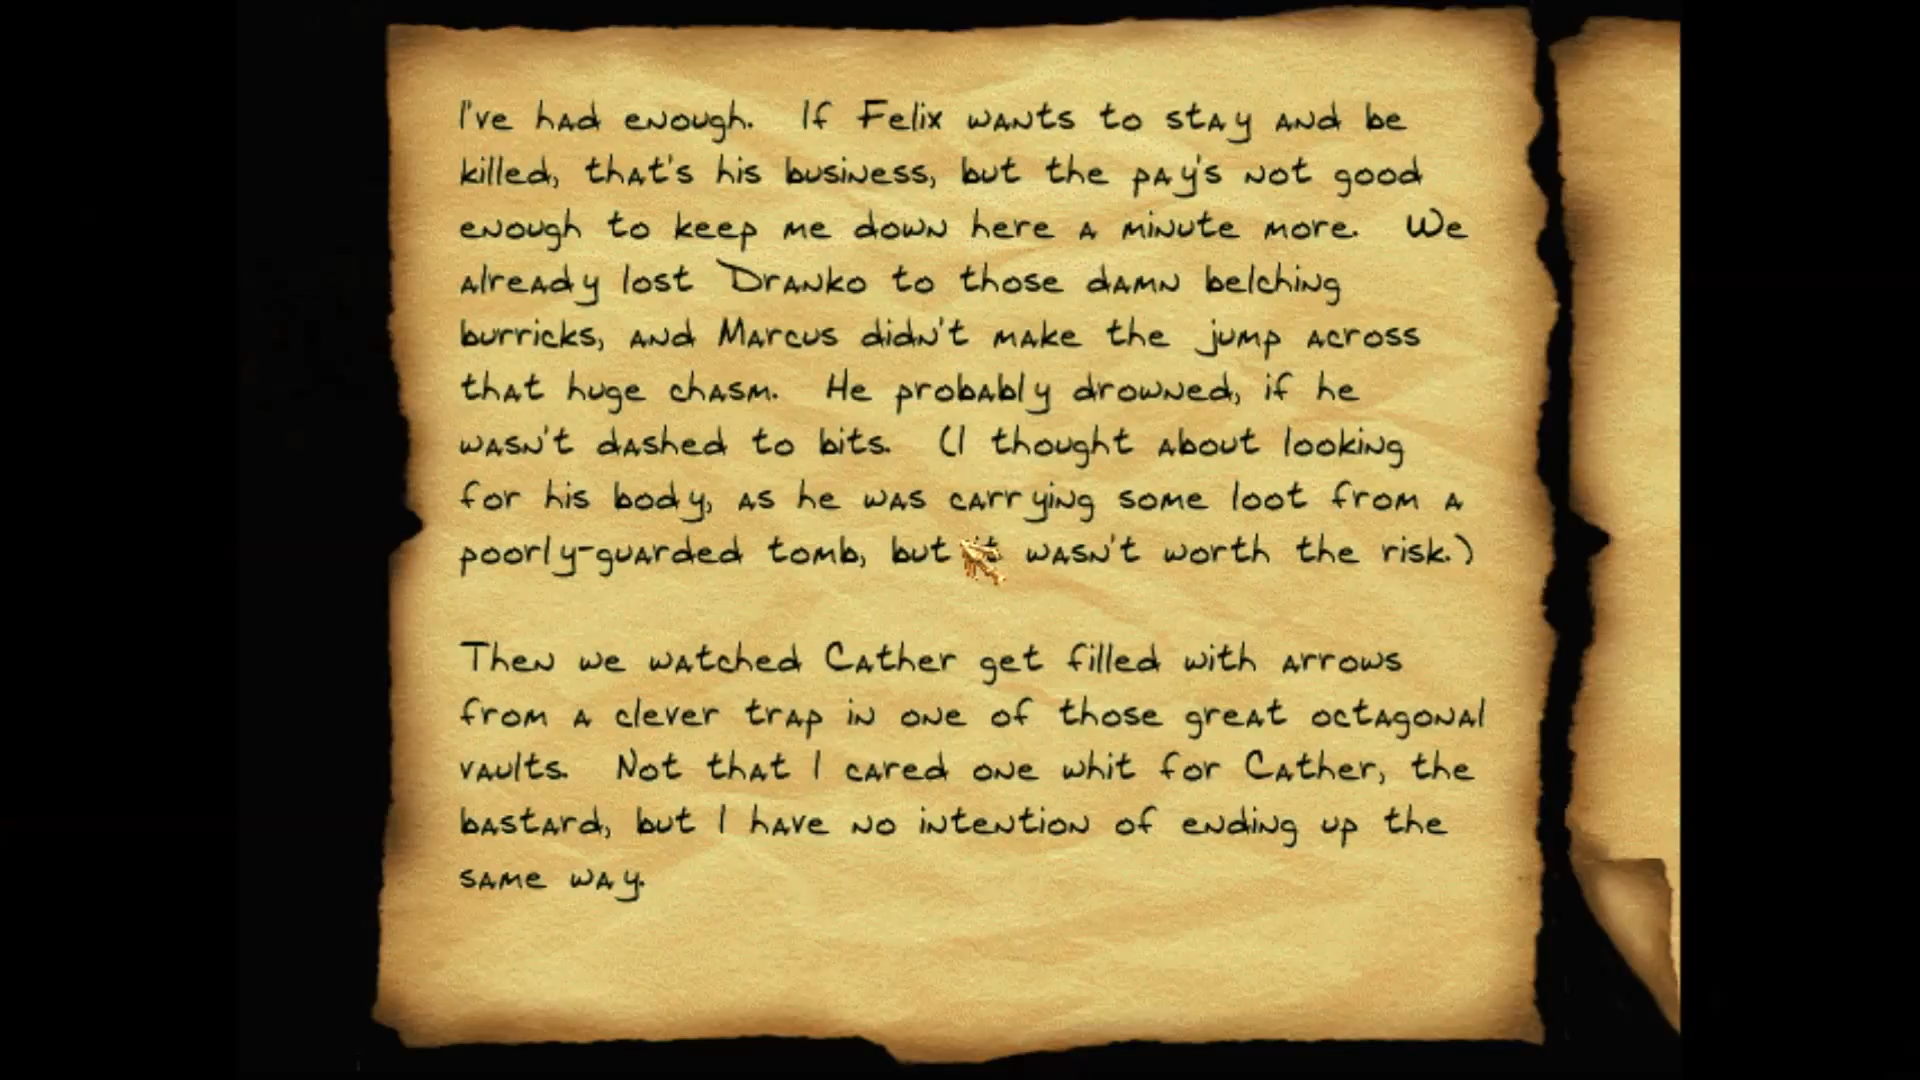 I've had enough. If Felix wants to stay and be
killed, that's his business, but the pay's not good
enough to keep me down here a minute more. We
already lost Dranko to those damn belching
burricks, and Marcus didn't make the jump across
that huge chasm. He probably drowned, if he
wasn't dashed to bits. (I thought about looking
for his body, as he was carrying some loot from a
poorly-guarded tomb, but it wasn't worth the risk.)
Then we watched Cather get filled with arrows
from a clever trap in one of those great octagonal
vaults. Not that I cared one whit for Cather, the
bastard, but I have no intention of ending up the
same way.